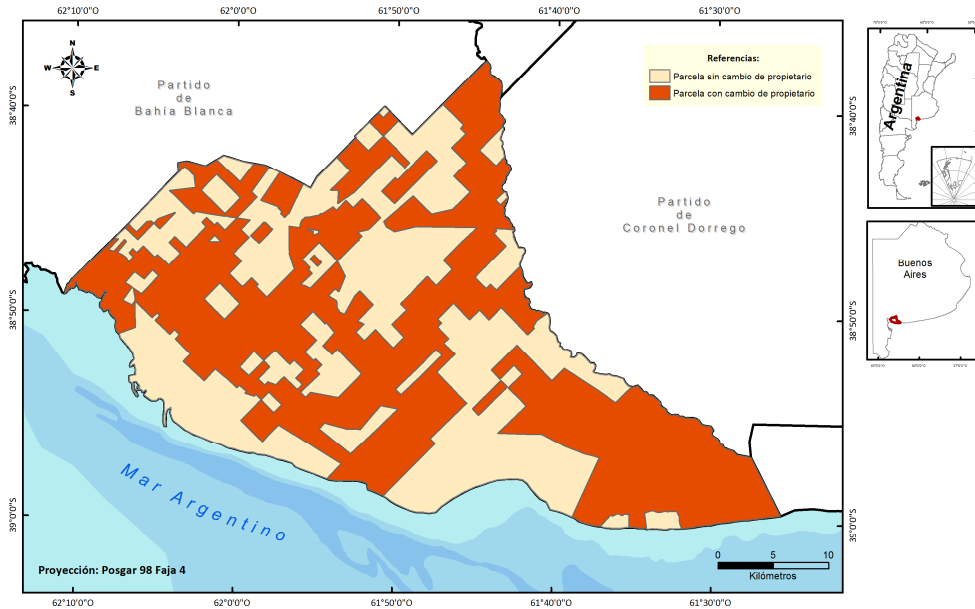 62°10'0"O 62°0'0"O 61°50'0"O 61°40'0"O 61°30'0"O
N
W E
S
Partido
de
Bahía Blanca
Referencias:
Parcela sin cambio de propietario
Parcela con cambio de propietario
38°40'0"S
38°40'0"S
Argentina
Partido
de
Coronel Dorrego
Buenos
Aires
38°50'0"S
38°50'0"S
Mar Argentino
39°0'0"S
39°0'0"S
0 5 10
Kilómetros
Proyección: Posgar 98 Faja 4
62°10'0"O 62°0'0"O 61°50'0"O 61°40'0"O 61°30'0"O